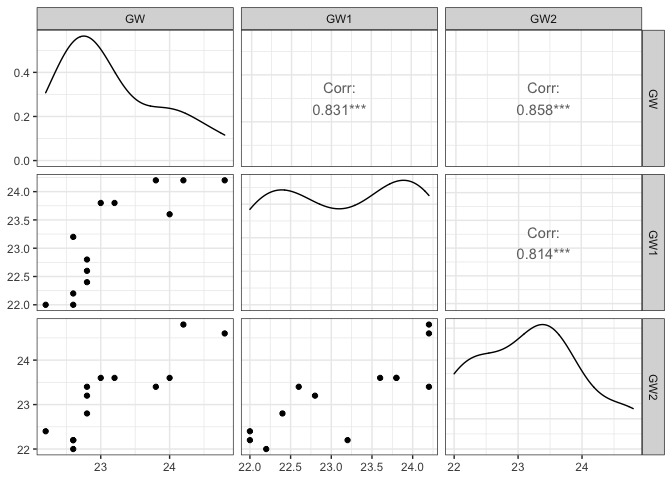 GW GW1 GW2
0.4
0.2
0.0
Corr:
0.831***
Corr:
0.858***
GW
24.0
23.5
23.0
22.5
22.0
Corr:
0.814***
GW1
24
23
22
GW2
23 24 22.0 22.5 23.0 23.5 24.0 22 23 24